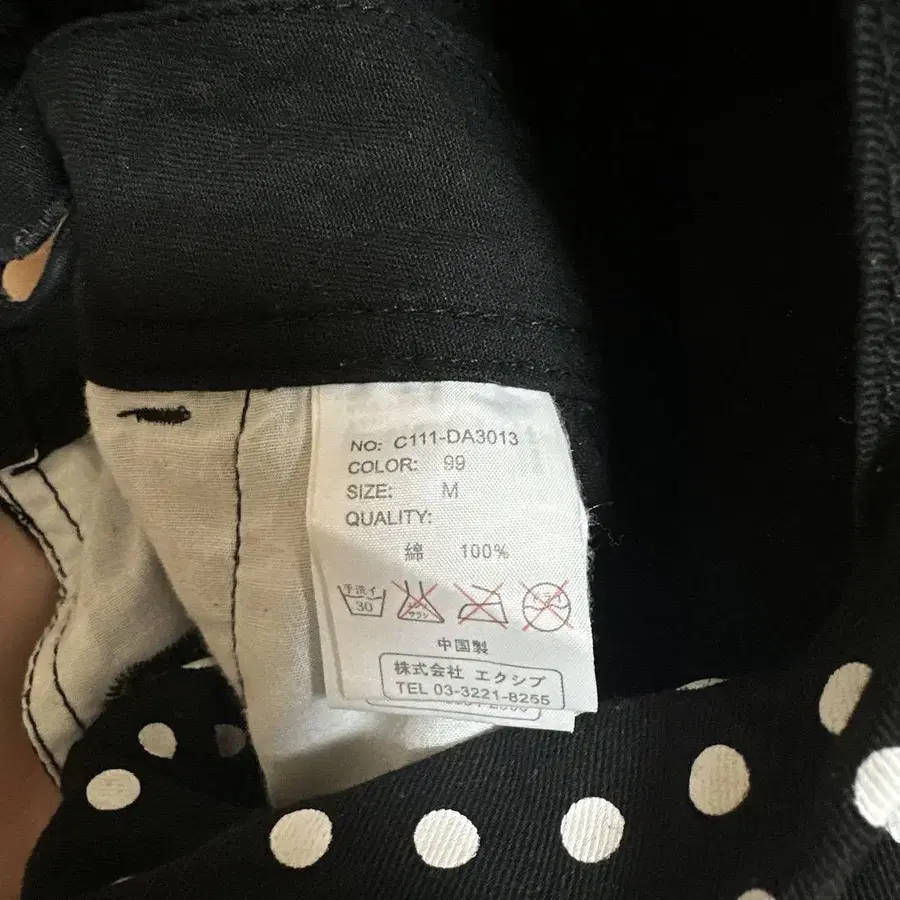 NO: C111-DA3013
COLOR: 99
SIZE: M
QUALITY:
綿 100%
手洗イ
30
中国製
株式会社 エクシブ
TEL 03-3221-8255